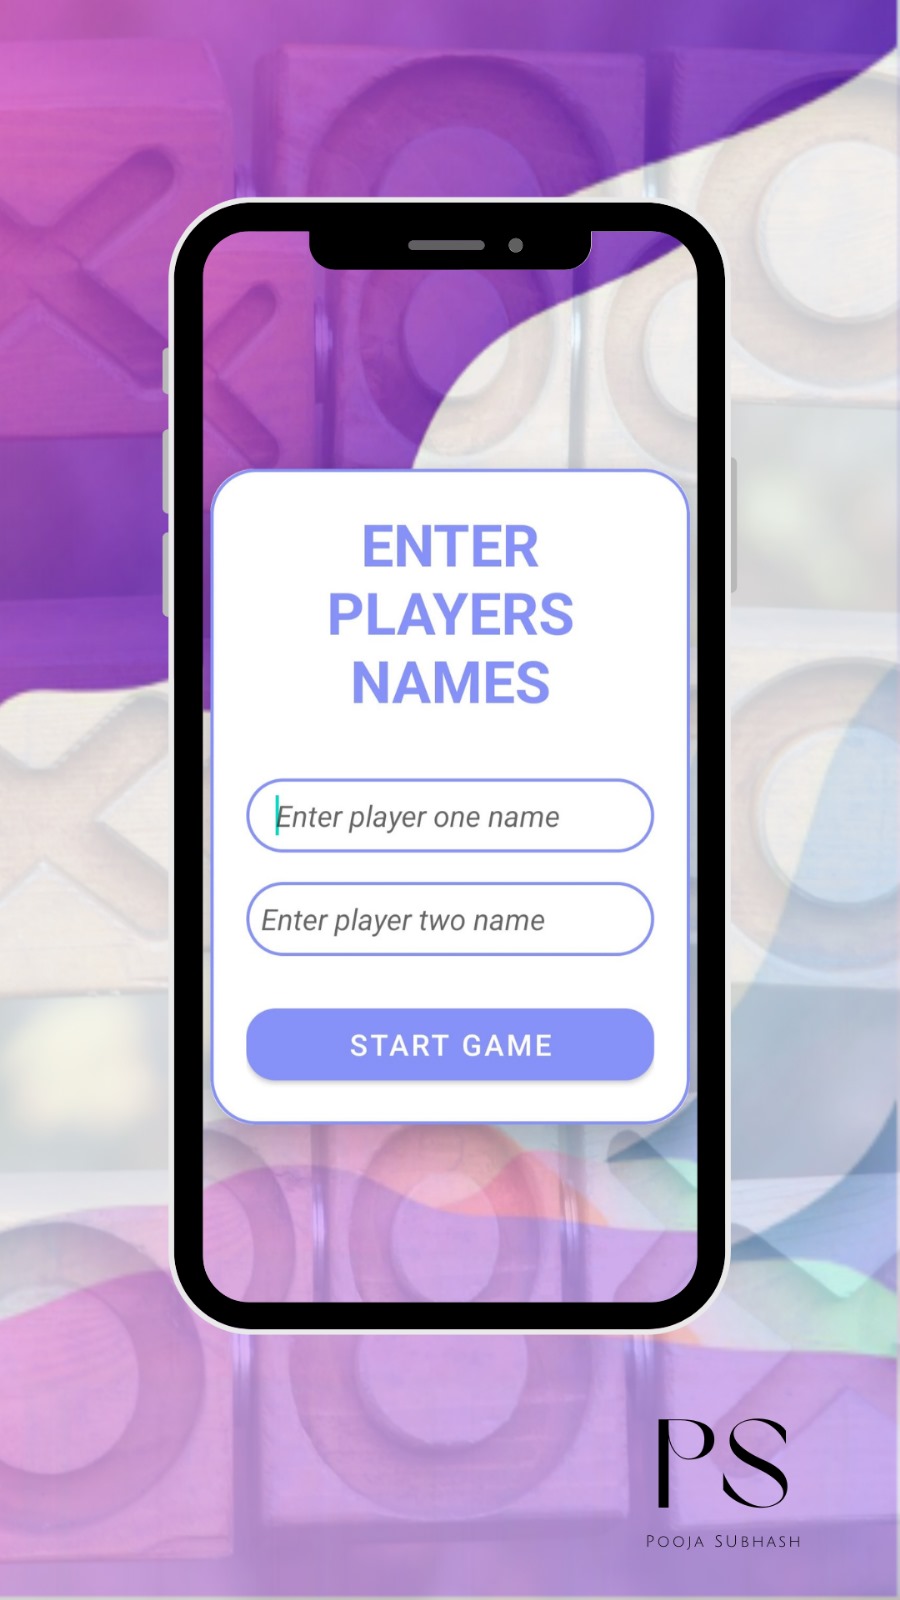 ENTER
PLAYERS
NAMES
Enter player one name
Enter player two name
START GAME
PS
POOJA SUBHASH